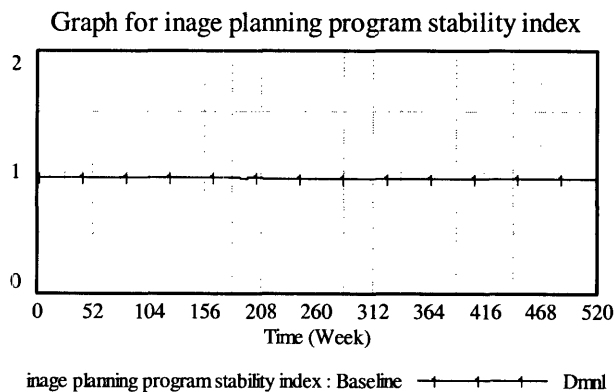 Graph for inage planning program stability index
2
1
0
0 52 104 156 208 260 312 364 416 468 520
Time (Week)
inage planning program stability index : Baseline Dmnl